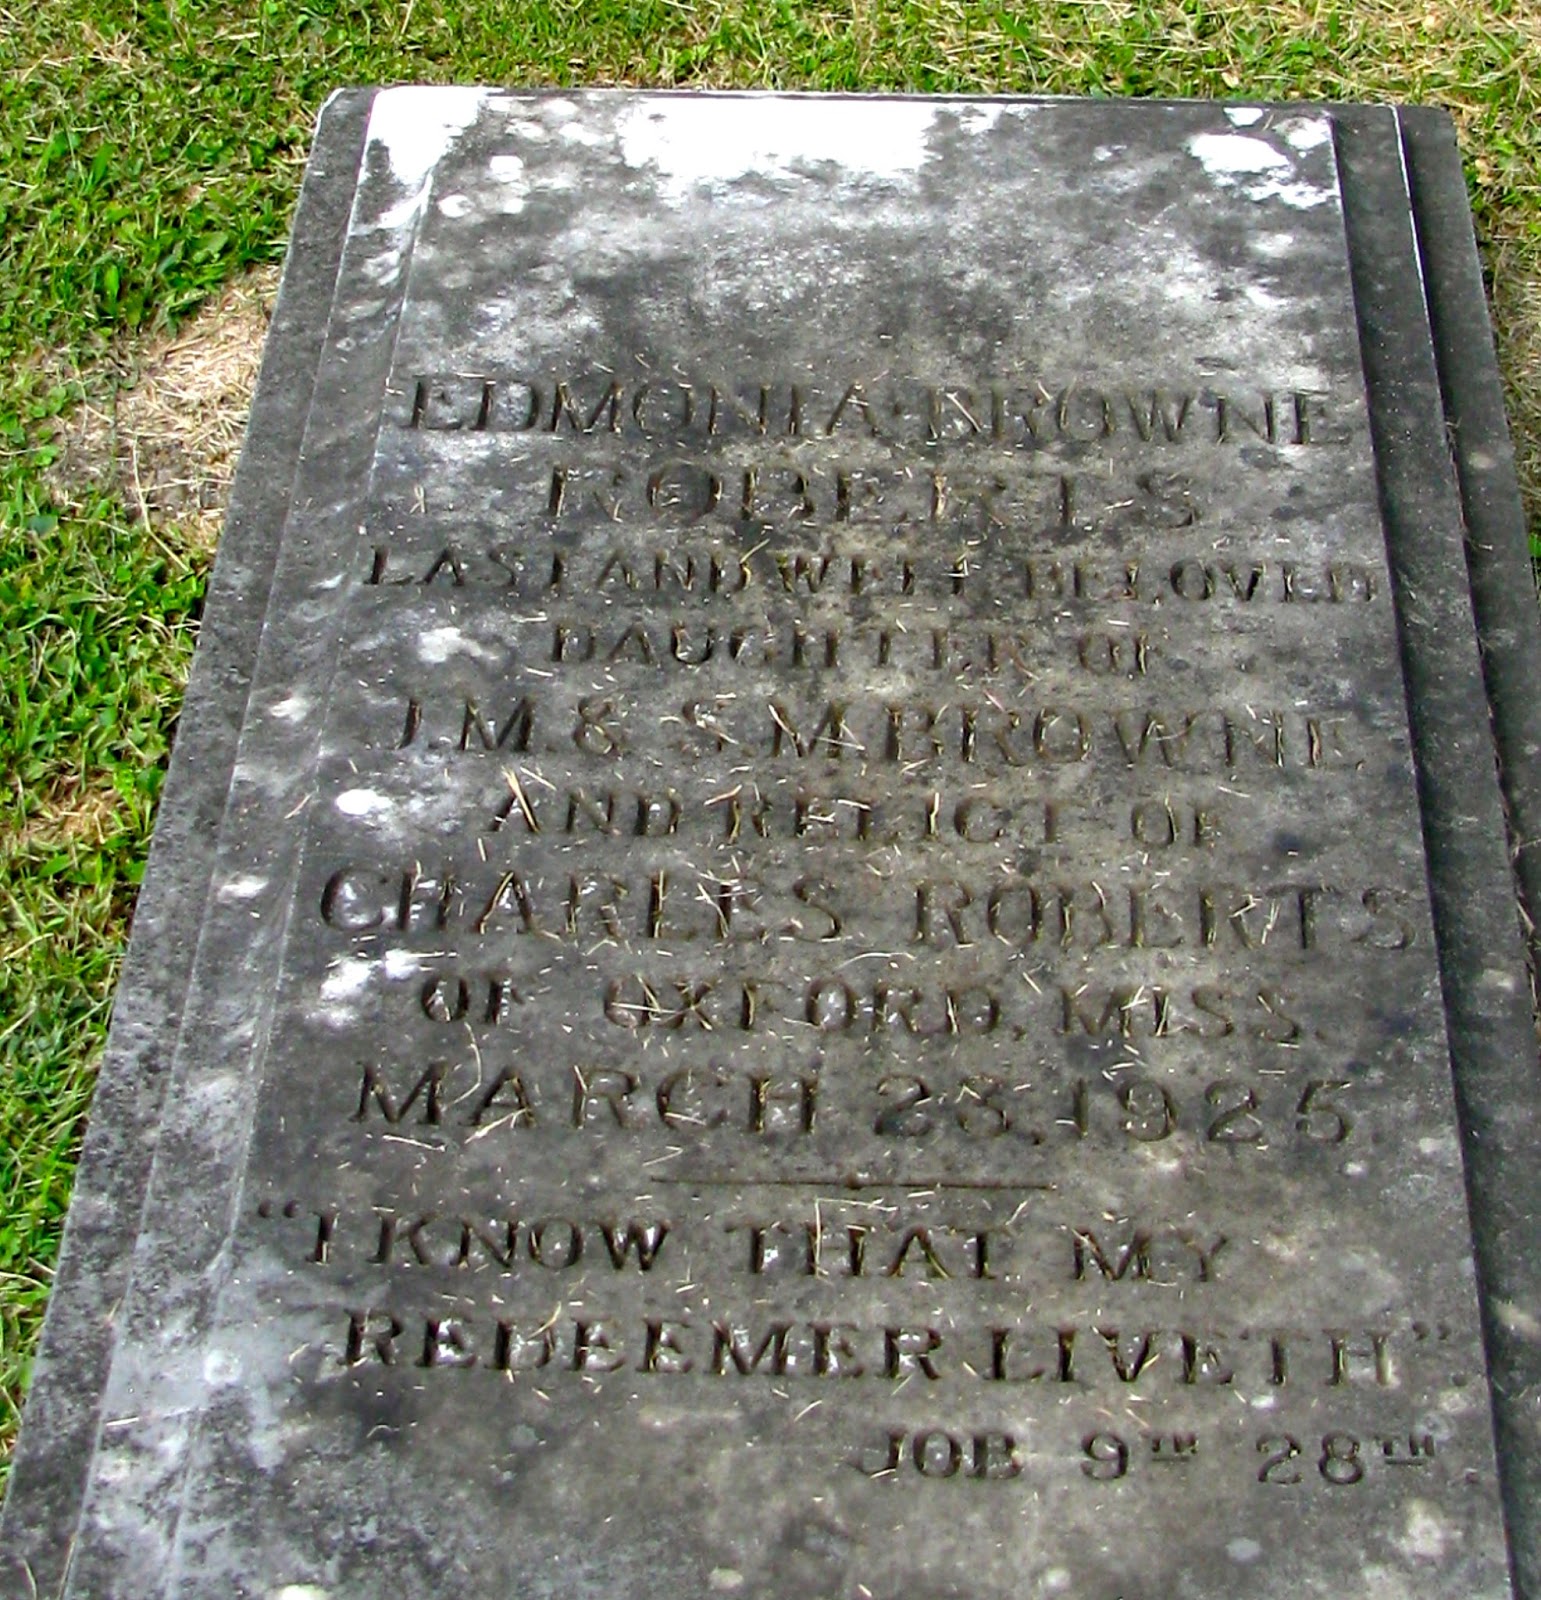 EDMONIA BROWNE
ROBERTS
LAST AND WELL BELOVED
DAUGHTER OF
J.M. & S.M. BROWNE
AND RELICT OF
CHARLES ROBERTS
OF OXFORD, MISS.
MARCH 23, 1925
"I KNOW THAT MY
REDEEMER LIVETH"
JOB 9TH 28TH